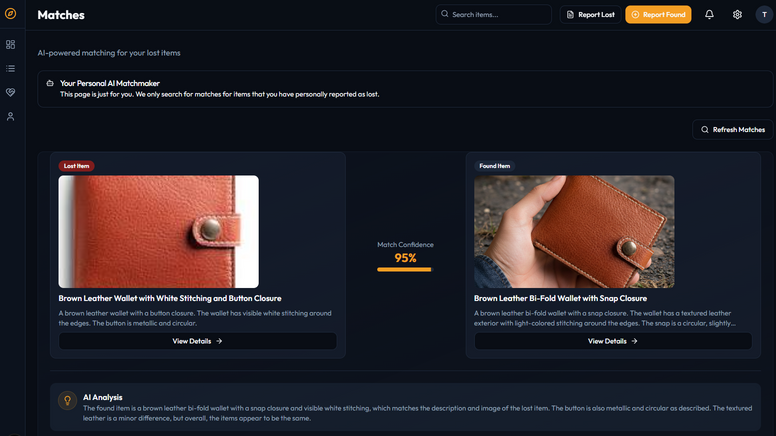 Matches
Search items...
Report Lost
Report Found
T
AI-powered matching for your lost items
Your Personal AI Matchmaker
This page is just for you. We only search for matches for items that you have personally reported as lost.
Refresh Matches
Lost Item
Brown Leather Wallet with White Stitching and Button Closure
A brown leather wallet with a button closure. The wallet has visible white stitching around
the edges. The button is metallic and circular.
View Details
Match Confidence
95%
Found Item
Brown Leather Bi-Fold Wallet with Snap Closure
A brown leather bi-fold wallet with a snap closure. The wallet has a textured leather
exterior with light-colored stitching around the edges. The snap is a circular, slightly...
View Details
AI Analysis
The found item is a brown leather bi-fold wallet with a snap closure and visible white stitching, which matches the description and image of the lost item. The button is also metallic and circular as described. The textured
leather is a minor difference, but overall, the items appear to be the same.